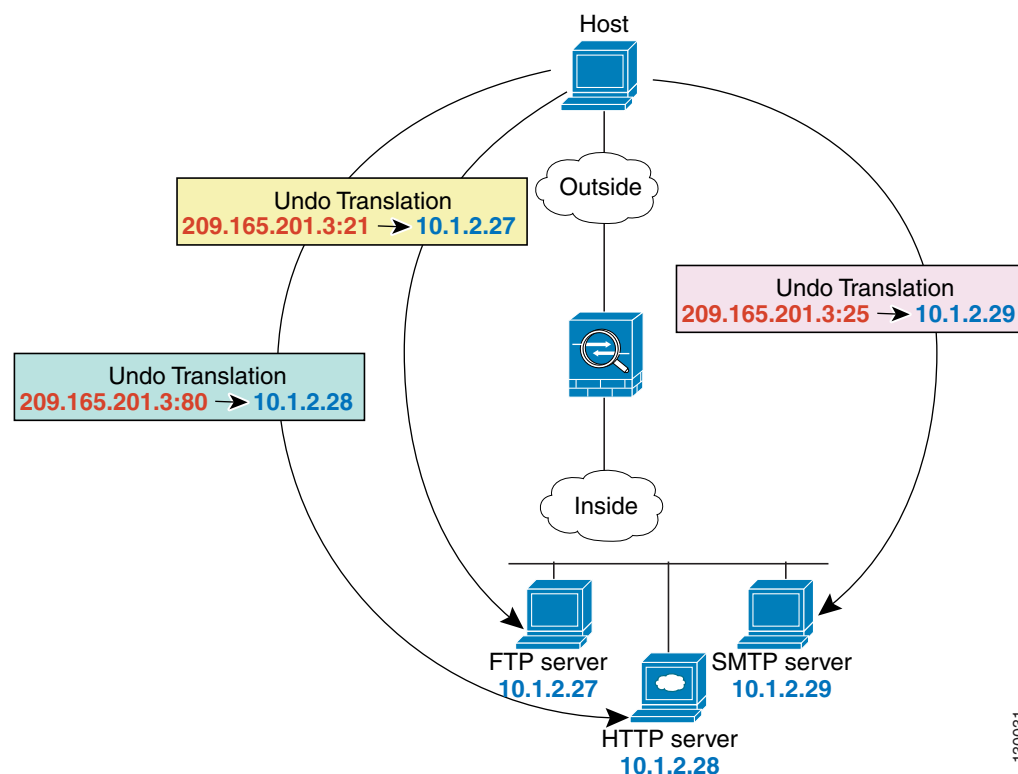 Host
Outside
Undo Translation
209.165.201.3:21 10.1.2.27
Undo Translation
209.165.201.3:25 10.1.2.29
Undo Translation
209.165.201.3:80 10.1.2.28
Inside
FTP server
10.1.2.27
SMTP server
10.1.2.29
HTTP server
10.1.2.28
130031